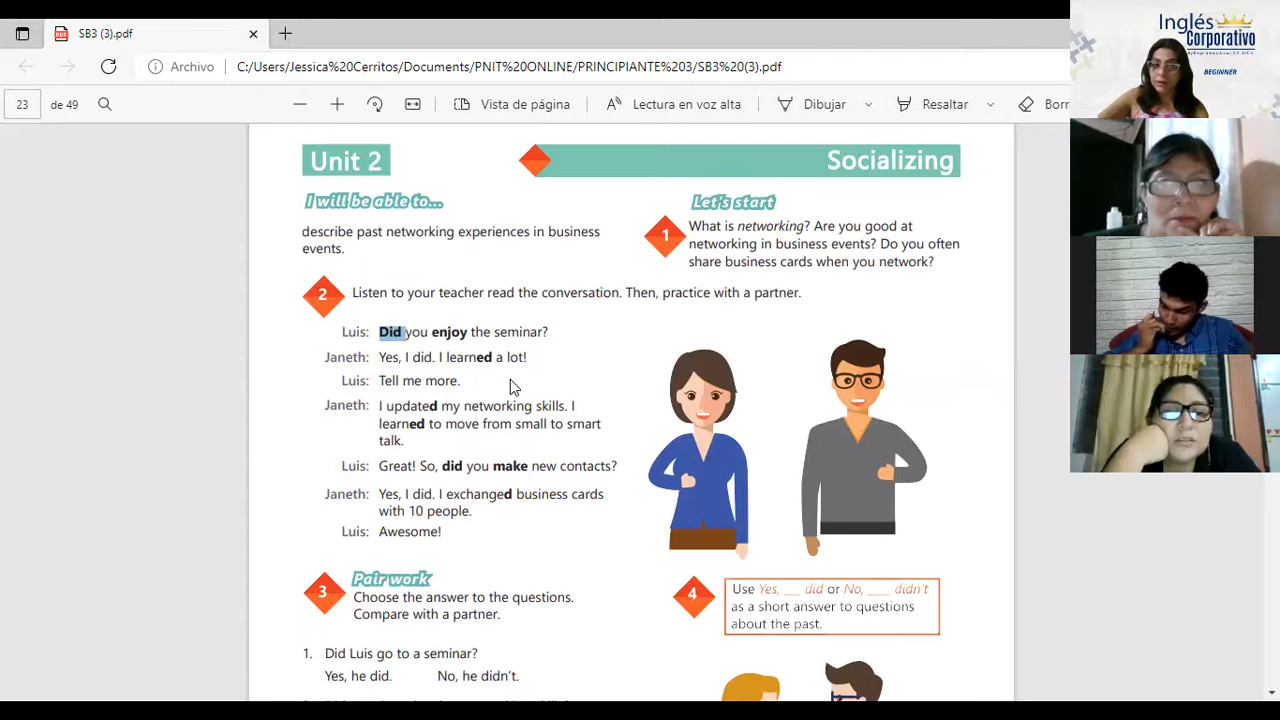 SB3 (3).pdf
Archivo
C:/Users/Jessica%20Cerritos/Documents/PNIT%20ONLINE/PRINCIPIANTE%203/SB3%20(3).pdf
23 de 49
Vista de página
Lectura en voz alta
Dibujar
Resaltar
Borr
Unit 2
Socializing
I will be able to...
describe past networking experiences in business
events.
Let's start
1
What is networking? Are you good at
networking in business events? Do you often
share business cards when you network?
2
Listen to your teacher read the conversation. Then, practice with a partner.
Luis: Did you enjoy the seminar?
Janeth: Yes, I did. I learned a lot!
Luis: Tell me more.
Janeth: I updated my networking skills. I
learned to move from small to smart
talk.
Luis: Great! So, did you make new contacts?
Janeth: Yes, I did. I exchanged business cards
with 10 people.
Luis: Awesome!
3
Pair work
Choose the answer to the questions.
Compare with a partner.
1. Did Luis go to a seminar?
Yes, he did. No, he didn't.
4
Use Yes, __ did or No, ___ didn't
as a short answer to questions
about the past.
Inglés
Corporativo
BEGINNER